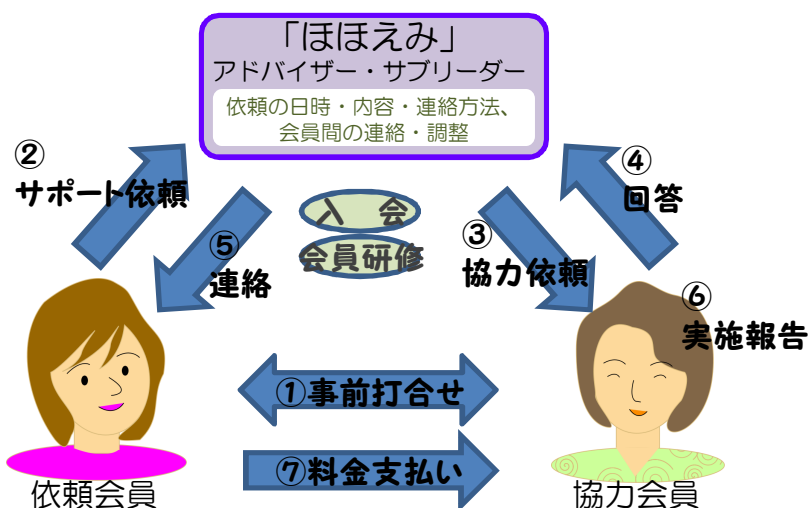 「ほほえみ」
アドバイザー・サブリーダー
依頼の日時・内容・連絡方法、
会員間の連絡・調整
②
サポート依頼
④
回答
入　会
会員研修
⑤
連絡
③
協力依頼
⑥
実施報告
①事前打合せ
⑦料金支払い
依頼会員
協力会員